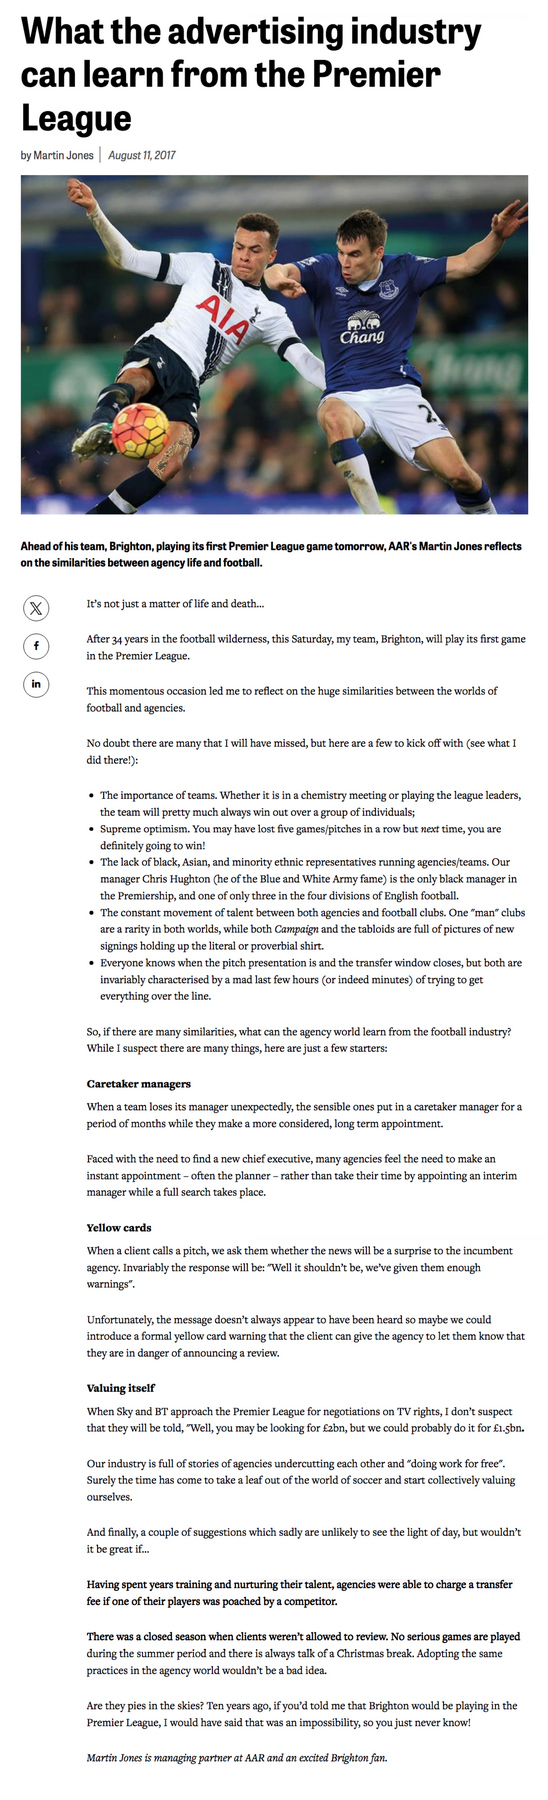 What the advertising industry
can learn from the Premier
League
by Martin Jones | August 11, 2017
AIA
Chang
Chang
2
Ahead of his team, Brighton, playing its first Premier League game tomorrow, AAR's Martin Jones reflects
on the similarities between agency life and football.
X
f
in
It's not just a matter of life and death...
After 34 years in the football wilderness, this Saturday, my team, Brighton, will play its first game
in the Premier League.
This momentous occasion led me to reflect on the huge similarities between the worlds of
football and agencies.
No doubt there are many that I will have missed, but here are a few to kick off with (see what I
did there!):
• The importance of teams. Whether it is in a chemistry meeting or playing the league leaders,
the team will pretty much always win out over a group of individuals;
• Supreme optimism. You may have lost five games/pitches in a row but next time, you are
definitely going to win!
• The lack of black, Asian, and minority ethnic representatives running agencies/teams. Our
manager Chris Hughton (he of the Blue and White Army fame) is the only black manager in
the Premiership, and one of only three in the four divisions of English football.
• The constant movement of talent between both agencies and football clubs. One "man" clubs
are a rarity in both worlds, while both Campaign and the tabloids are full of pictures of new
signings holding up the literal or proverbial shirt.
• Everyone knows when the pitch presentation is and the transfer window closes, but both are
invariably characterised by a mad last few hours (or indeed minutes) of trying to get
everything over the line.
So, if there are many similarities, what can the agency world learn from the football industry?
While I suspect there are many things, here are just a few starters:
Caretaker managers
When a team loses its manager unexpectedly, the sensible ones put in a caretaker manager for a
period of months while they make a more considered, long term appointment.
Faced with the need to find a new chief executive, many agencies feel the need to make an
instant appointment – often the planner – rather than take their time by appointing an interim
manager while a full search takes place.
Yellow cards
When a client calls a pitch, we ask them whether the news will be a surprise to the incumbent
agency. Invariably the response will be: "Well it shouldn't be, we've given them enough
warnings".
Unfortunately, the message doesn't always appear to have been heard so maybe we could
introduce a formal yellow card warning that the client can give the agency to let them know that
they are in danger of announcing a review.
Valuing itself
When Sky and BT approach the Premier League for negotiations on TV rights, I don't suspect
that they will be told, "Well, you may be looking for £2bn, but we could probably do it for £1.5bn.
Our industry is full of stories of agencies undercutting each other and "doing work for free".
Surely the time has come to take a leaf out of the world of soccer and start collectively valuing
ourselves.
And finally, a couple of suggestions which sadly are unlikely to see the light of day, but wouldn't
it be great if...
Having spent years training and nurturing their talent, agencies were able to charge a transfer
fee if one of their players was poached by a competitor.
There was a closed season when clients weren't allowed to review. No serious games are played
during the summer period and there is always talk of a Christmas break. Adopting the same
practices in the agency world wouldn't be a bad idea.
Are they pies in the skies? Ten years ago, if you'd told me that Brighton would be playing in the
Premier League, I would have said that was an impossibility, so you just never know!
Martin Jones is managing partner at AAR and an excited Brighton fan.